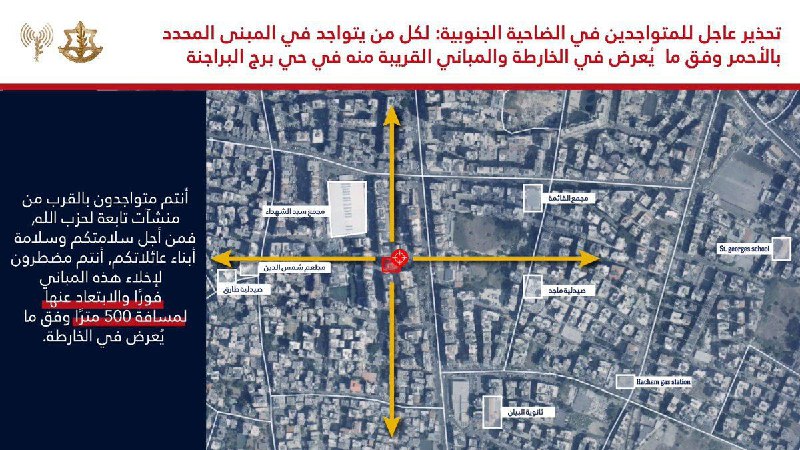 تحذير عاجل للمتواجدين في الضاحية الجنوبية: لكل من يتواجد في المبنى المحدد
بالأحمر وفق ما يُعرض في الخارطة والمباني القريبة منه في حي برج البراجنة
أنتم متواجدون بالقرب من
منشآت تابعة لحزب الله,
فمن أجل سلامتكم وسلامة
أبناء عائلاتكم, أنتم مضطرون
لإخلاء هذه المباني
فورًا والابتعاد عنها
لمسافة 500 مترًا وفق ما
يُعرض في الخارطة.
مجمع سيد الشهداء
مجمع القائمة
St. georges school
مطعم شمس الدين
صيدلية طارق
صيدلية ماجد
Hachem gas station
ثانوية البيان